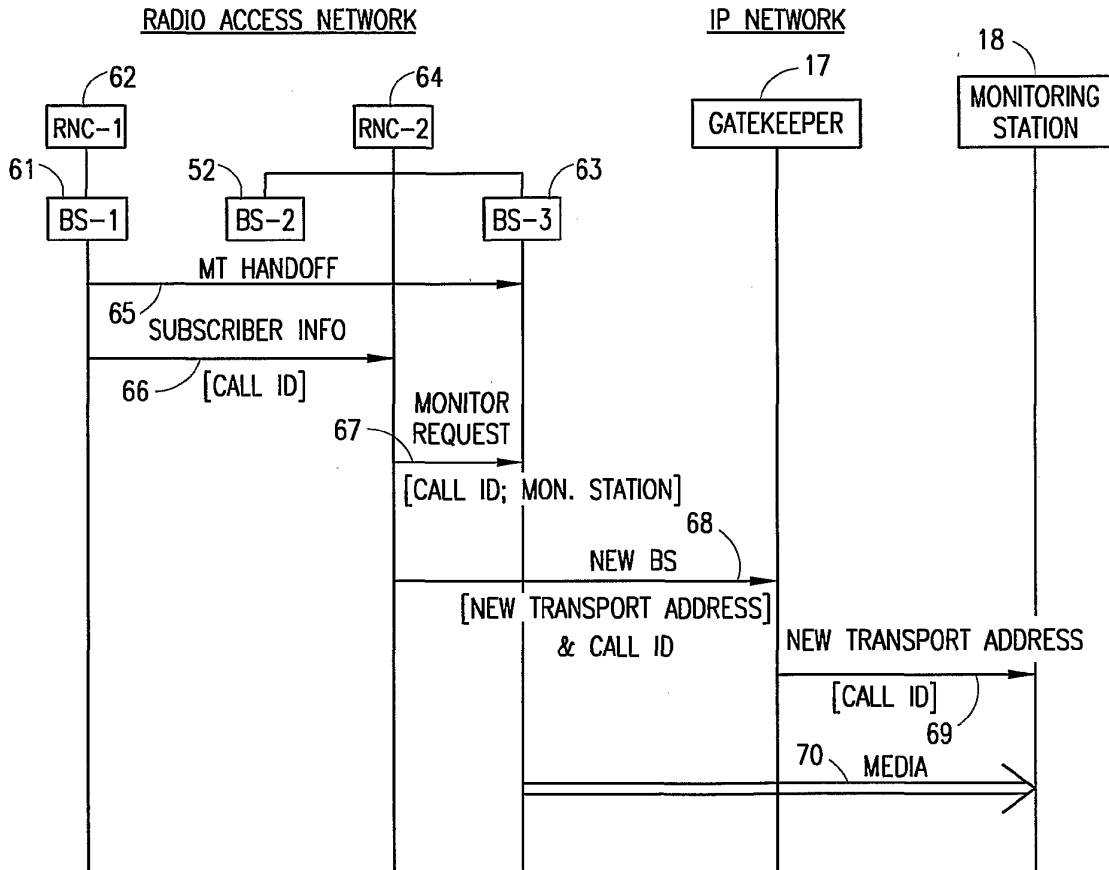 RADIO ACCESS NETWORK
IP NETWORK
62
64
17
18
RNC-1
RNC-2
GATEKEEPER
MONITORING
STATION
61
52
63
BS-1
BS-2
BS-3
MT HANDOFF
65
SUBSCRIBER INFO
66
[CALL ID]
MONITOR
REQUEST
67
[CALL ID; MON. STATION]
68
NEW BS
[NEW TRANSPORT ADDRESS]
& CALL ID
NEW TRANSPORT ADDRESS
[CALL ID]
69
70
MEDIA